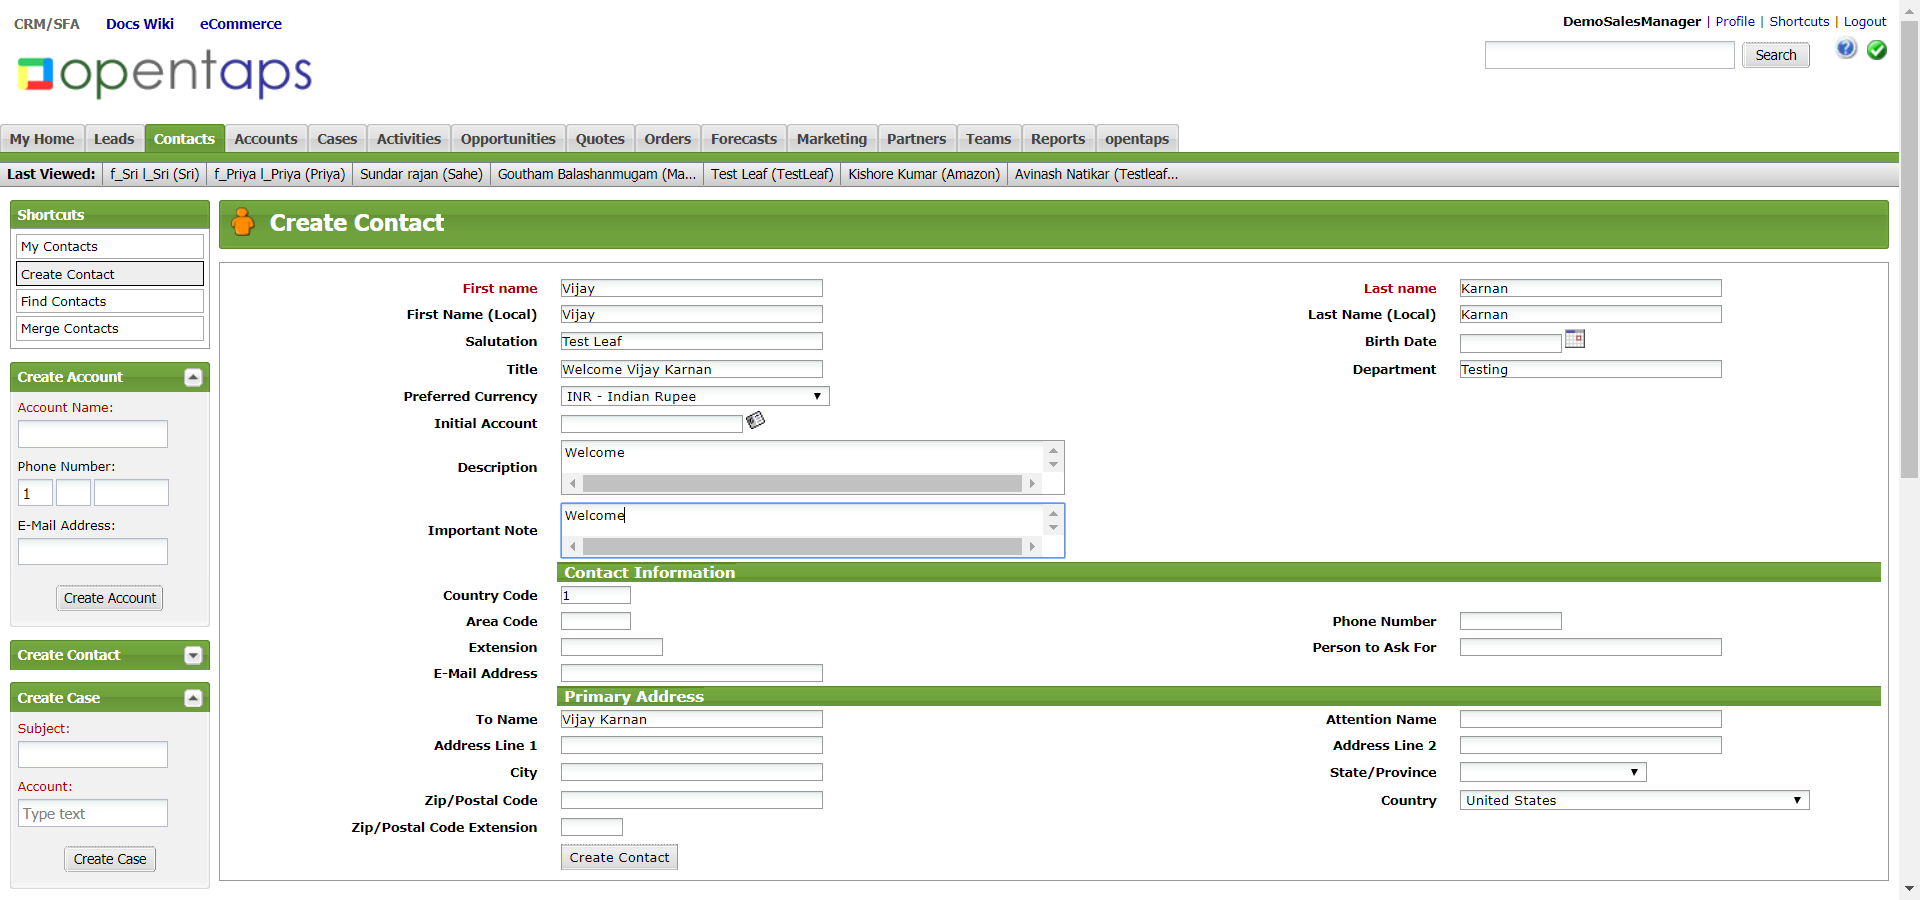 CRM/SFA Docs Wiki eCommerce
DemoSalesManager | Profile | Shortcuts | Logout
Search
opentaps
My Home Leads Contacts Accounts Cases Activities Opportunities Quotes Orders Forecasts Marketing Partners Teams Reports opentaps
Last Viewed: f_Sri l_Sri (Sri) f_Priya l_Priya (Priya) Sundar rajan (Sahe) Goutham Balashanmugam (Ma... Test Leaf (TestLeaf) Kishore Kumar (Amazon) Avinash Natikar (Testleaf...
Shortcuts
My Contacts
Create Contact
Find Contacts
Merge Contacts
Create Account
Account Name:
Phone Number:
1
E-Mail Address:
Create Account
Create Contact
Create Case
Subject:
Account:
Type text
Create Case
Create Contact
First name Vijay Last name Karnan
First Name (Local) Vijay Last Name (Local) Karnan
Salutation Test Leaf Birth Date
Title Welcome Vijay Karnan Department Testing
Preferred Currency INR - Indian Rupee
Initial Account
Description Welcome
Important Note Welcome
Contact Information
Country Code 1
Area Code Phone Number
Extension Person to Ask For
E-Mail Address
Primary Address
To Name Vijay Karnan Attention Name
Address Line 1 Address Line 2
City State/Province
Zip/Postal Code Country United States
Zip/Postal Code Extension
Create Contact